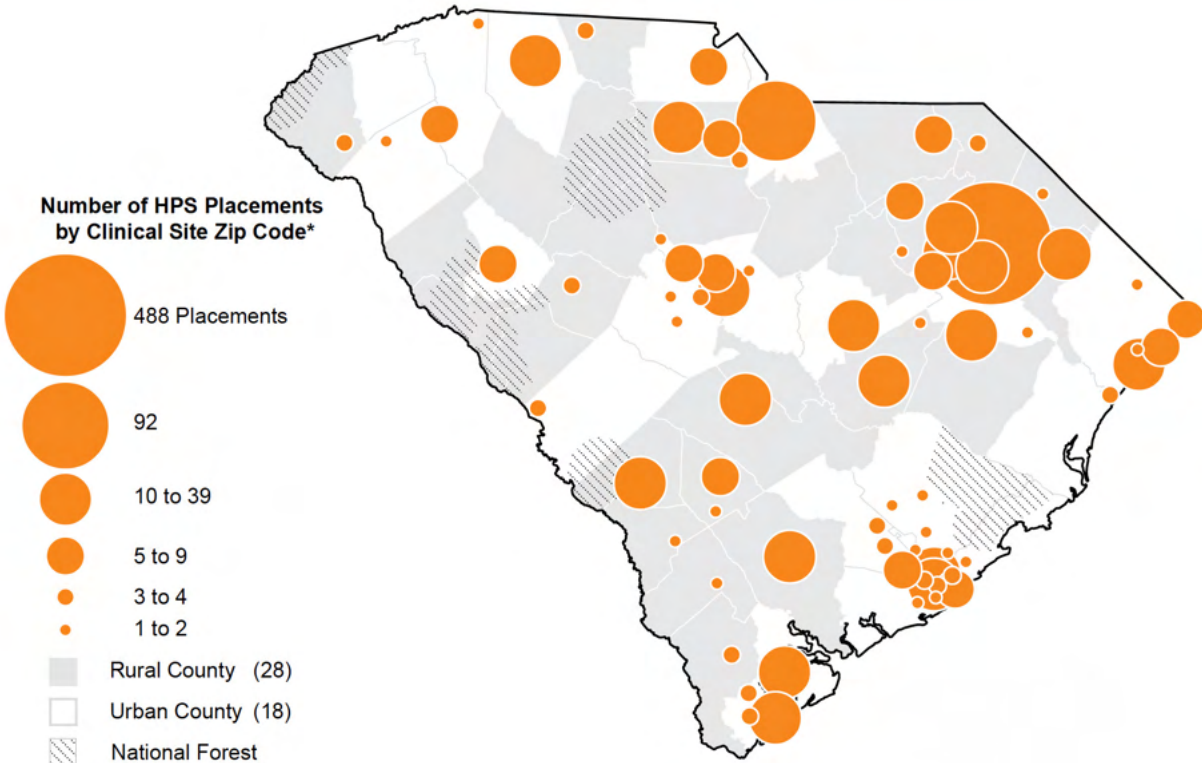 Number of HPS Placements
by Clinical Site Zip Code*
488 Placements
92
10 to 39
5 to 9
3 to 4
1 to 2
Rural County (28)
Urban County (18)
National Forest